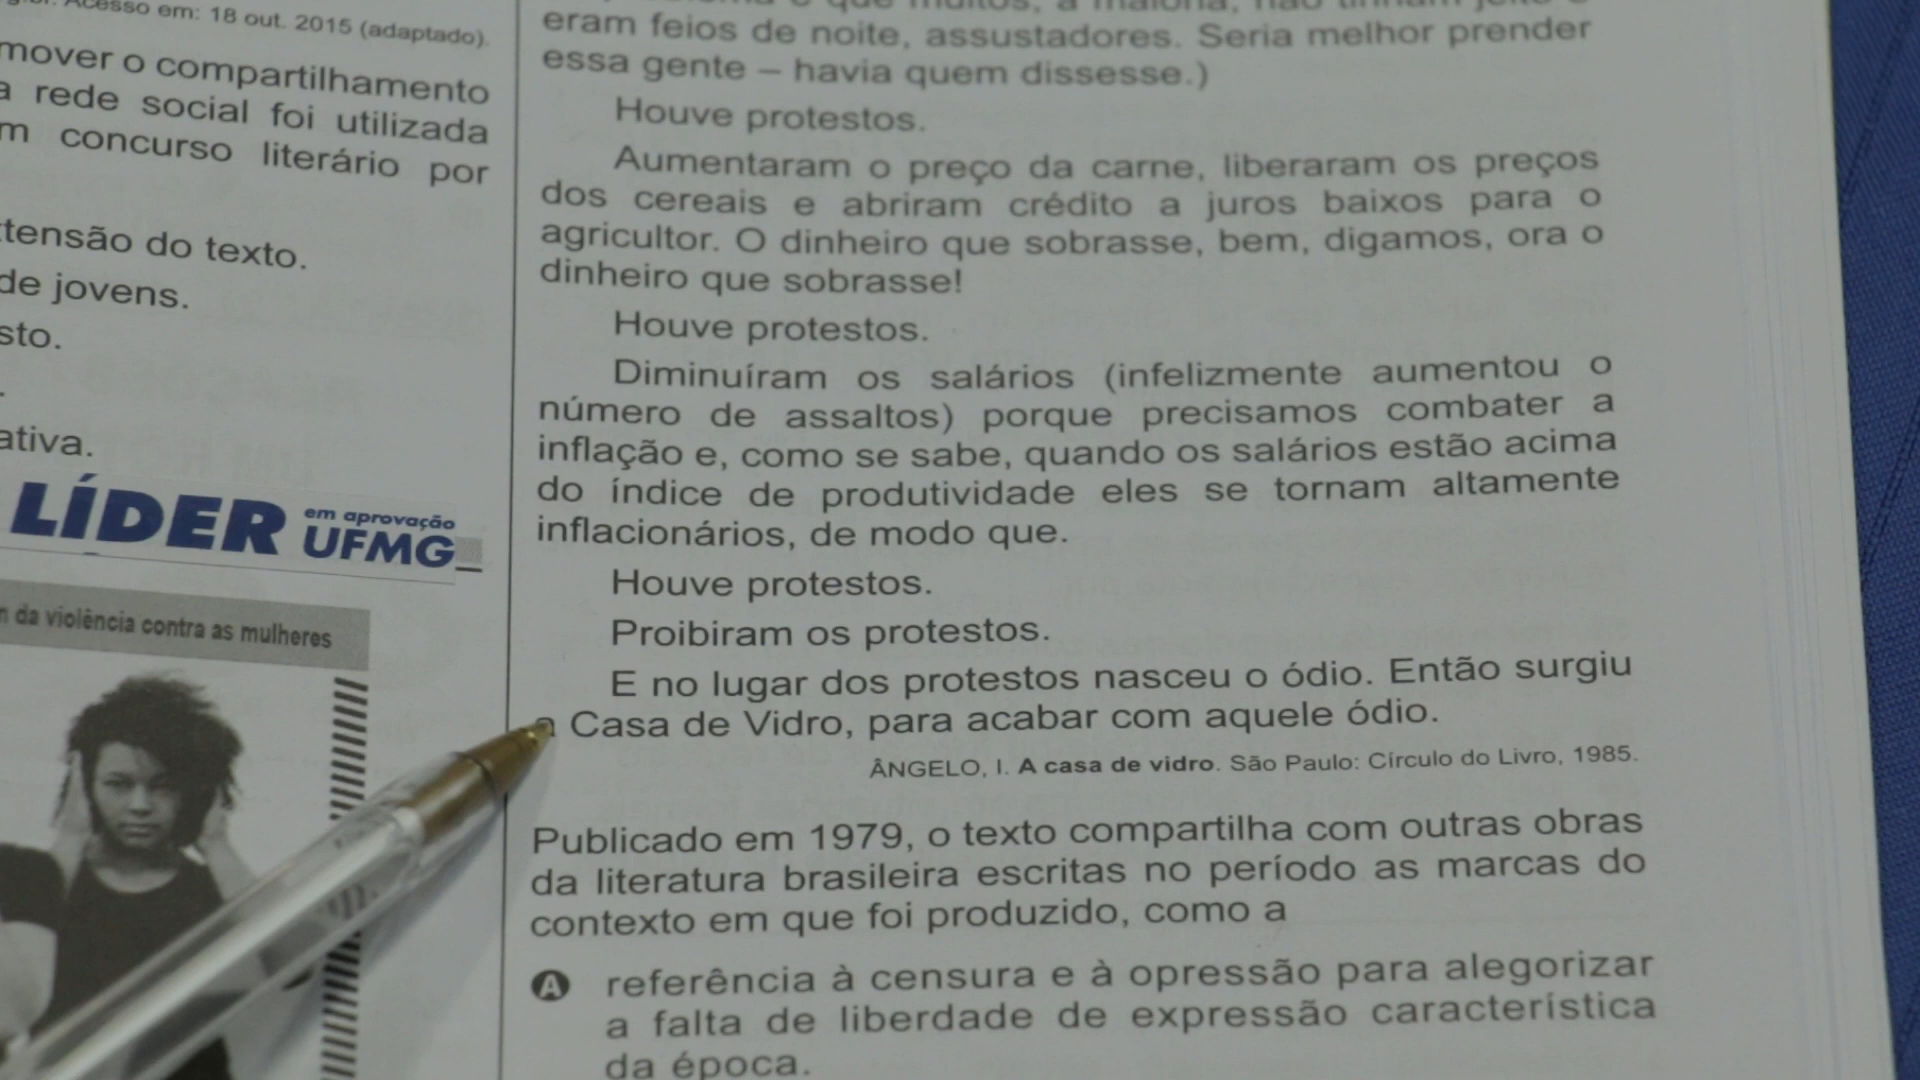 Acesso em: 18 out. 2015 (adaptado).
mover o compartilhamento
a rede social foi utilizada
m concurso literário por
tensão do texto.
de jovens.
sto.
.
ativa.
LÍDER em aprovação
UFMG
da violência contra as mulheres
eram feios de noite, assustadores. Seria melhor prender
essa gente – havia quem dissesse.)
Houve protestos.
Aumentaram o preço da carne, liberaram os preços
dos cereais e abriram crédito a juros baixos para o
agricultor. O dinheiro que sobrasse, bem, digamos, ora o
dinheiro que sobrasse!
Houve protestos.
Diminuíram os salários (infelizmente aumentou o
número de assaltos) porque precisamos combater a
inflação e, como se sabe, quando os salários estão acima
do índice de produtividade eles se tornam altamente
inflacionários, de modo que.
Houve protestos.
Proibiram os protestos.
E no lugar dos protestos nasceu o ódio. Então surgiu
a Casa de Vidro, para acabar com aquele ódio.
ÂNGELO, I. A casa de vidro. São Paulo: Círculo do Livro, 1985.
Publicado em 1979, o texto compartilha com outras obras
da literatura brasileira escritas no período as marcas do
contexto em que foi produzido, como a
A referência à censura e à opressão para alegorizar
a falta de liberdade de expressão característica
da época.